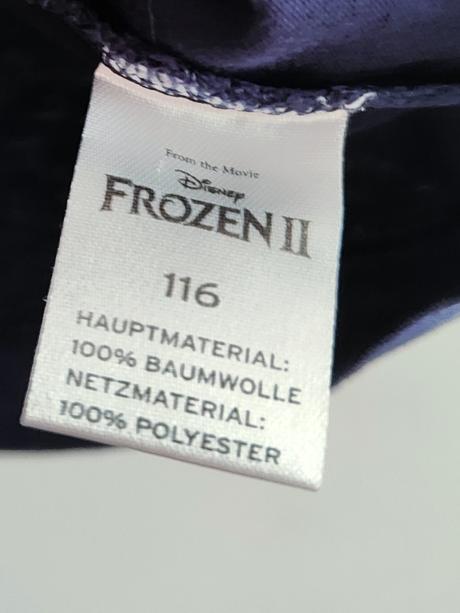 From the Movie
Disney
FROZEN II
116
HAUPTMATERIAL:
100% BAUMWOLLE
NETZMATERIAL:
100% POLYESTER